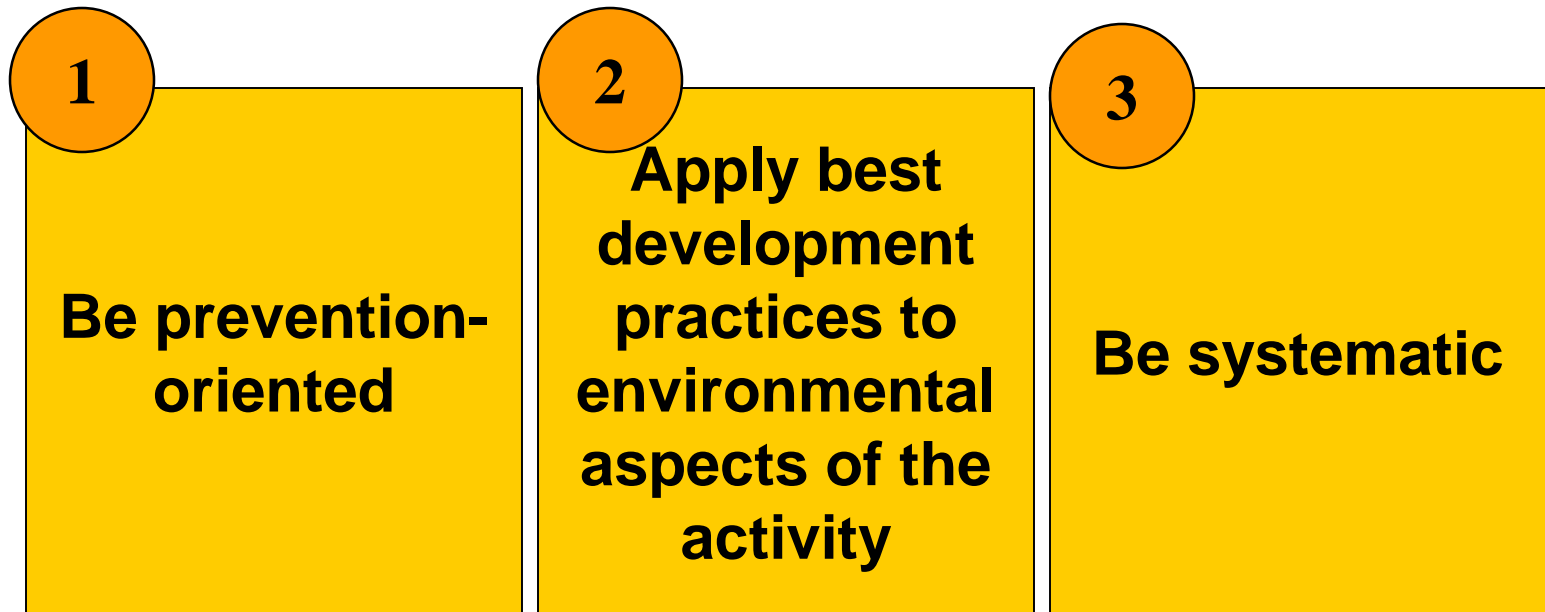 1
Be prevention-
oriented
2
Apply best
development
practices to
environmental
aspects of the
activity
3
Be systematic